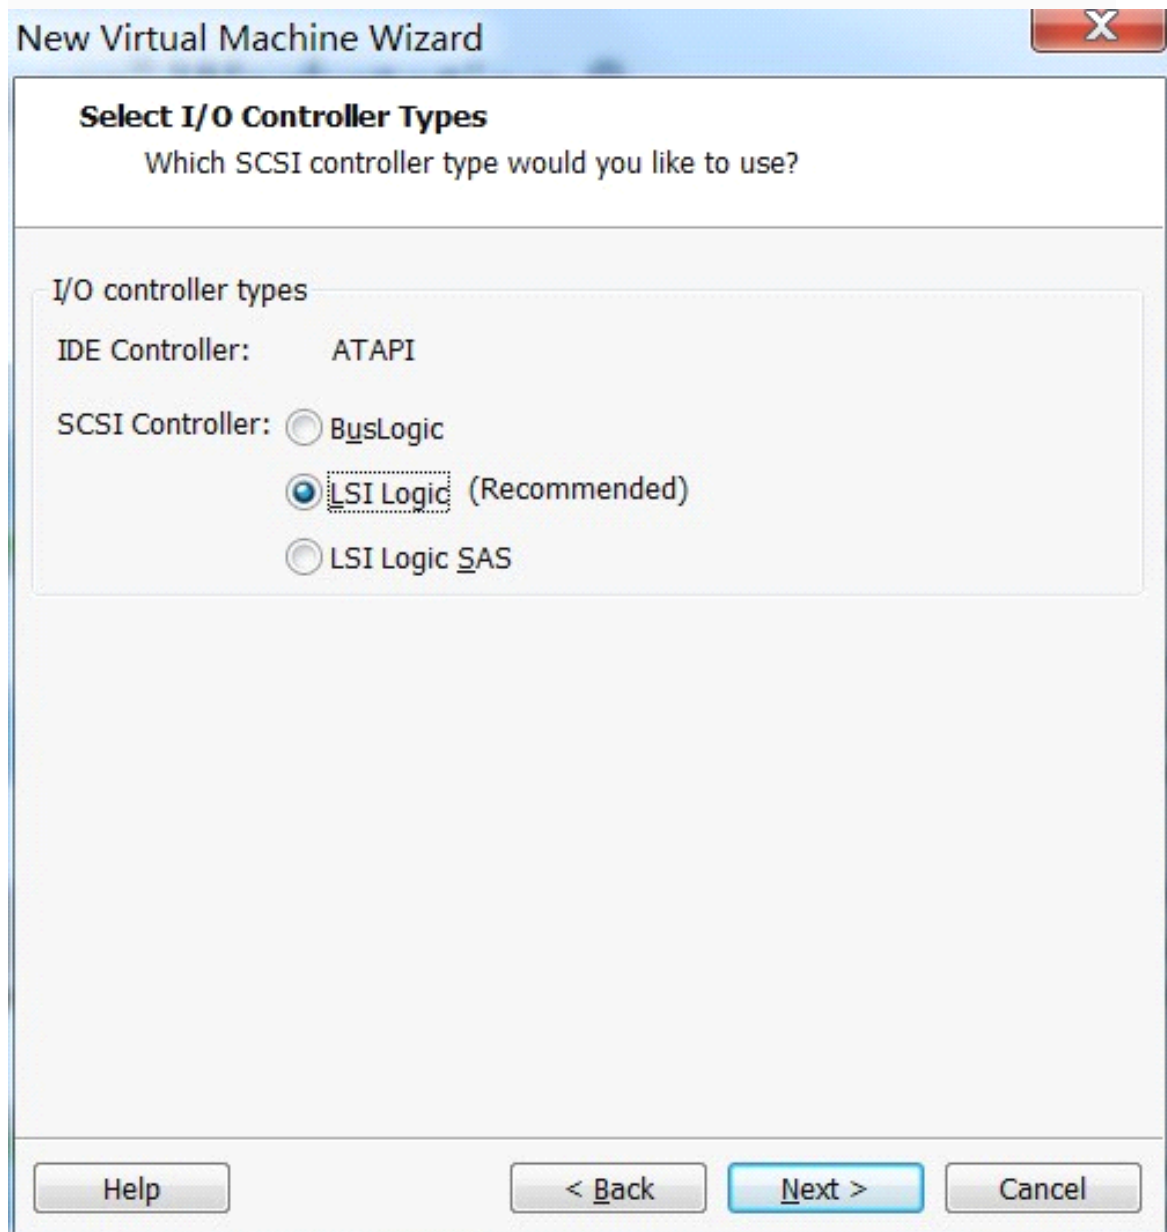 New Virtual Machine Wizard
Select I/O Controller Types
Which SCSI controller type would you like to use?
I/O controller types
IDE Controller: ATAPI
SCSI Controller: BusLogic
LSI Logic (Recommended)
LSI Logic SAS
Help < Back Next > Cancel